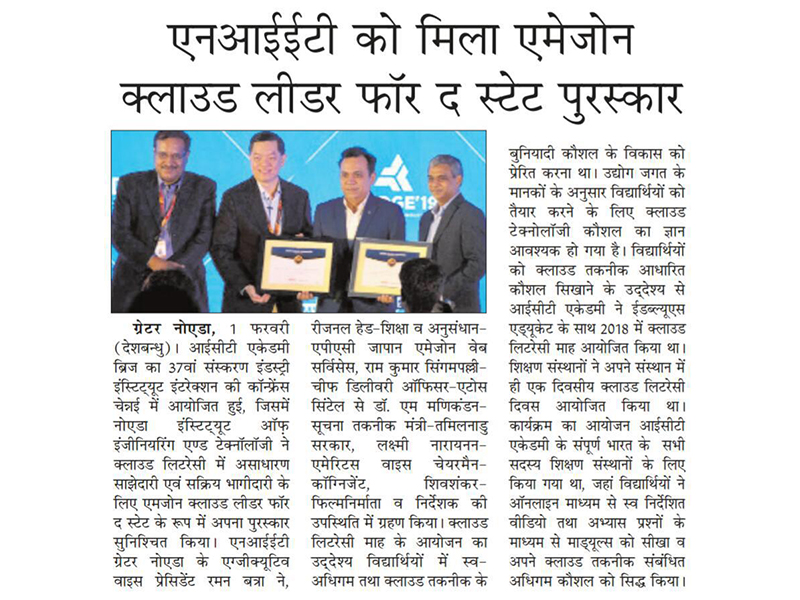 एनआईईटी को मिला एमेजोन
क्लाउड लीडर फॉर द स्टेट पुरस्कार
DGE'19
ग्रेटर नोएडा, 1 फरवरी
(देशबन्धु)। आईसीटी एकेडमी
ब्रिज का 37वां संस्करण इंडस्ट्री
इंस्टिट्यूट इंटरेक्शन की कॉन्फ्रेंस
चेन्नई में आयोजित हुई, जिसमें
नोएडा इंस्टिट्यूट ऑफ़
इंजीनियरिंग एण्ड टेक्नॉलॉजी ने
क्लाउड लिटरेसी में असाधारण
साझेदारी एवं सक्रिय भागीदारी के
लिए एमजोन क्लाउड लीडर फॉर
द स्टेट के रूप में अपना पुरस्कार
सुनिश्चित किया। एनआईईटी
ग्रेटर नोएडा के एग्जीक्यूटिव
वाइस प्रेसिडेंट रमन बत्रा ने,
रीजनल हेड-शिक्षा व अनुसंधान-
एपीएसी जापान एमेजोन वेब
सर्विसेस, राम कुमार सिंगमपल्ली-
चीफ डिलीवरी ऑफिसर-एटोस
सिंटेल से डॉ. एम मणिकंडन-
सूचना तकनीक मंत्री-तमिलनाडु
सरकार, लक्ष्मी नारायनन-
एमेरिटस वाइस चेयरमैन-
कॉग्निजेंट, शिवशंकर-
फिल्मनिर्माता व निर्देशक की
उपस्थिति में ग्रहण किया। क्लाउड
लिटरेसी माह के आयोजन का
उद्देश्य विद्यार्थियों में स्व-
अधिगम तथा क्लाउड तकनीक के
बुनियादी कौशल के विकास को
प्रेरित करना था। उद्योग जगत के
मानकों के अनुसार विद्यार्थियों को
तैयार करने के लिए क्लाउड
टेक्नोलॉजी कौशल का ज्ञान
आवश्यक हो गया है। विद्यार्थियों
को क्लाउड तकनीक आधारित
कौशल सिखाने के उद्देश्य से
आईसीटी एकेडमी ने ईडब्ल्यूएस
एड्यूकेट के साथ 2018 में क्लाउड
लिटरेसी माह आयोजित किया था।
शिक्षण संस्थानों ने अपने संस्थान में
ही एक दिवसीय क्लाउड लिटरेसी
दिवस आयोजित किया था।
कार्यक्रम का आयोजन आईसीटी
एकेडमी के संपूर्ण भारत के सभी
सदस्य शिक्षण संस्थानों के लिए
किया गया था, जहां विद्यार्थियों ने
ऑनलाइन माध्यम से स्व निर्देशित
वीडियो तथा अभ्यास प्रश्नों के
माध्यम से माड्यूल्स को सीखा व
अपने क्लाउड तकनीक संबंधित
अधिगम कौशल को सिद्ध किया।